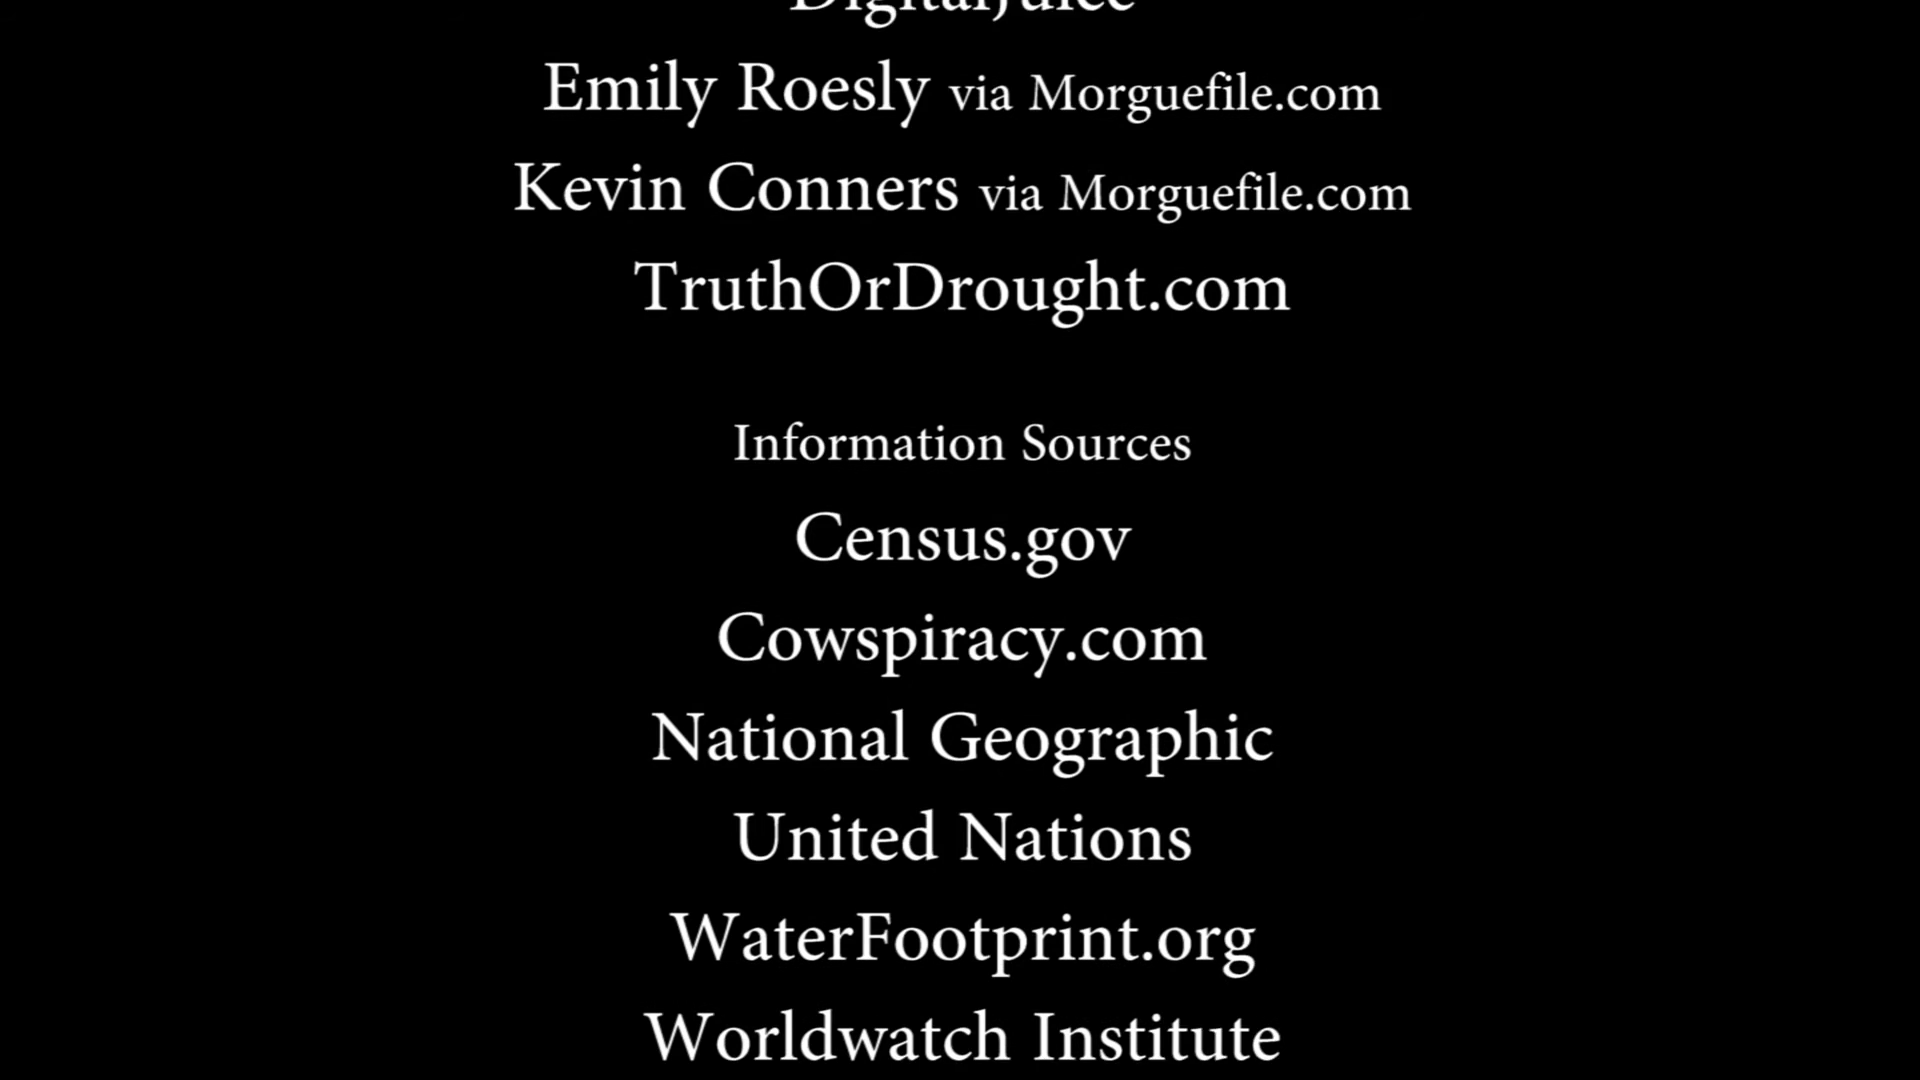 DigitalJuice
Emily Roesly via Morguefile.com
Kevin Conners via Morguefile.com
TruthOrDrought.com
Information Sources
Census.gov
Cowspiracy.com
National Geographic
United Nations
WaterFootprint.org
Worldwatch Institute